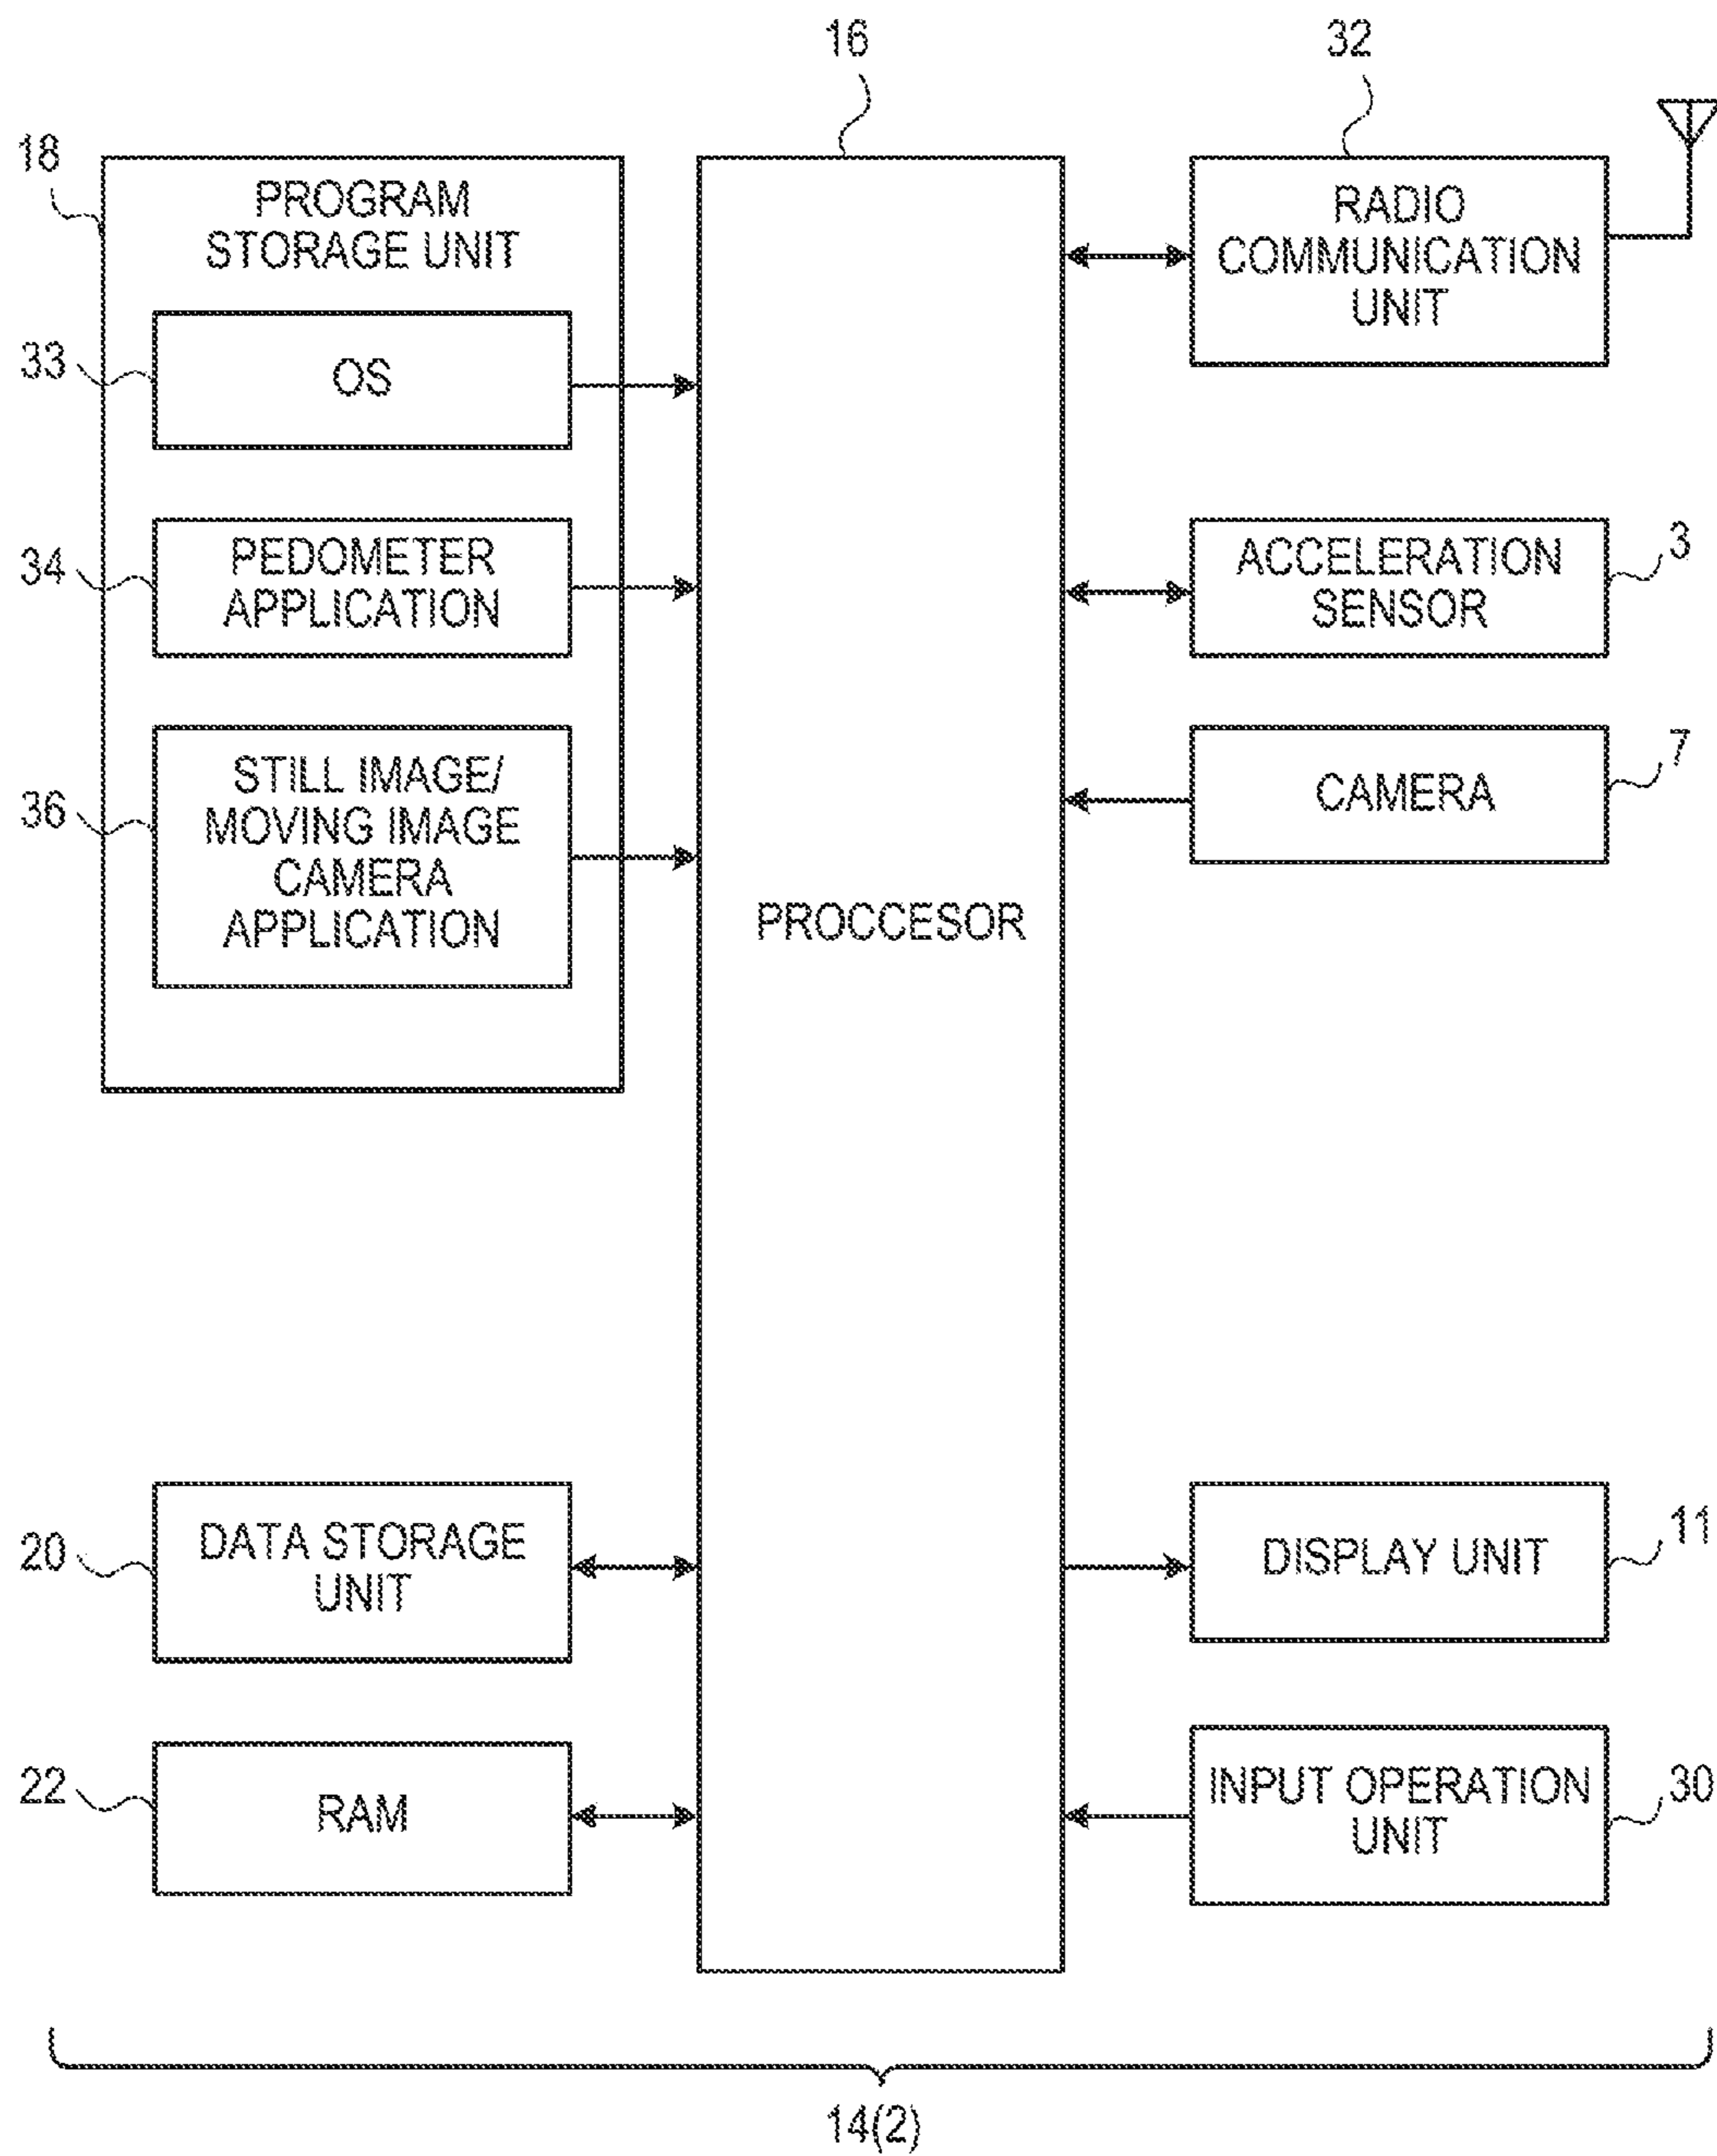 16
32
18
PROGRAM
STORAGE UNIT
RADIO
COMMUNICATION
UNIT
33
OS
34
PEDOMETER
APPLICATION
ACCELERATION
SENSOR
3
36
STILL IMAGE/
MOVING IMAGE
CAMERA
APPLICATION
CAMERA
7
PROCCESOR
20
DATA STORAGE
UNIT
DISPLAY UNIT
11
22
RAM
INPUT OPERATION
UNIT
30
14(2)